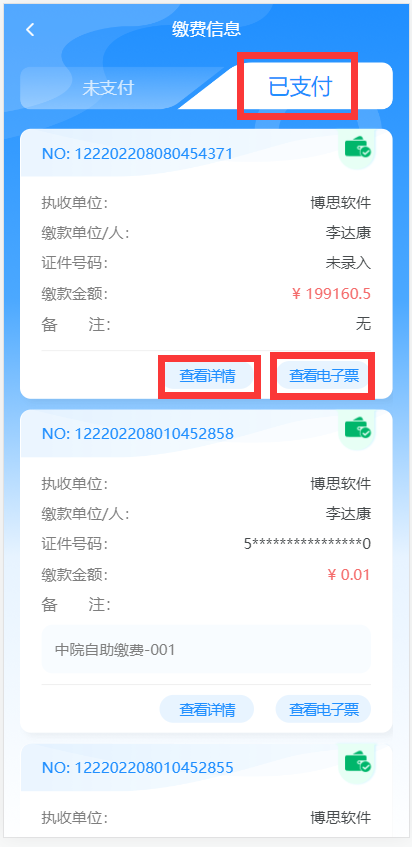 缴费信息
未支付 已支付
NO: 122202208080454371
执收单位: 博思软件
缴款单位/人: 李达康
证件号码: 未录入
缴款金额: ¥ 199160.5
备 注: 无
查看详情 查看电子票
NO: 122202208010452858
执收单位: 博思软件
缴款单位/人: 李达康
证件号码: 5****************0
缴款金额: ¥ 0.01
备 注:
中院自助缴费-001
查看详情 查看电子票
NO: 122202208010452855
执收单位: 博思软件